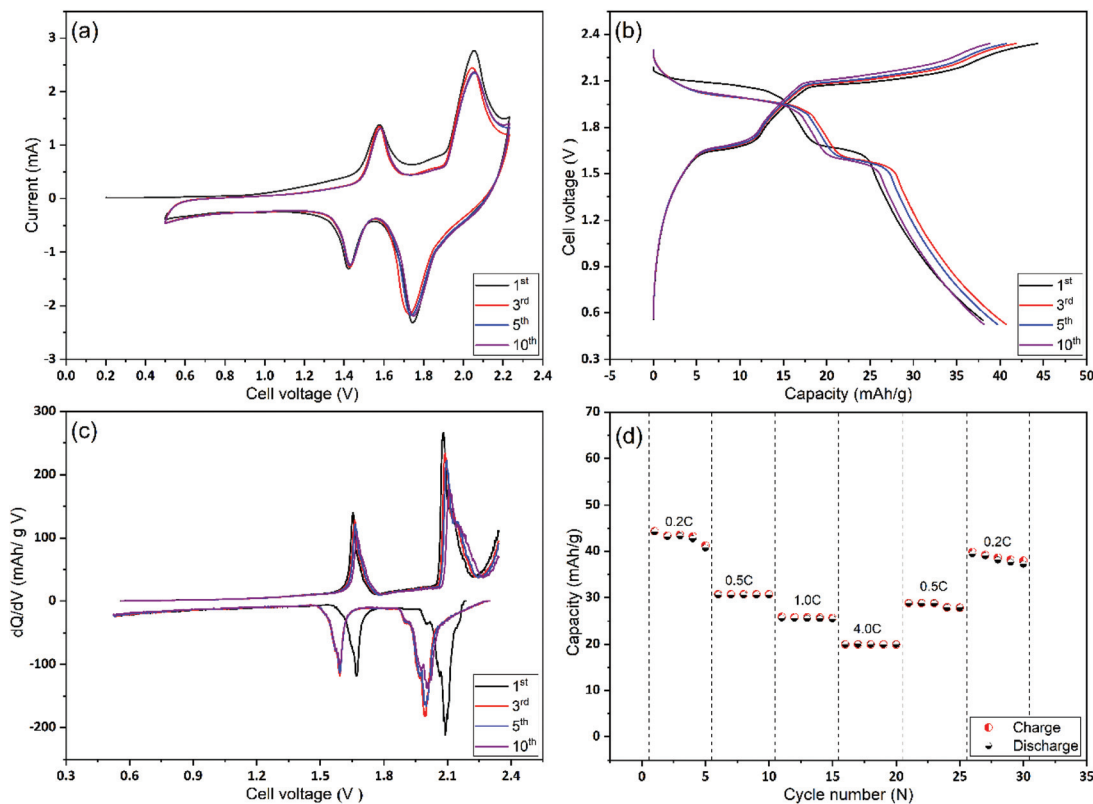 (a)
3
2
1
0
-1
-2
-3
Current (mA)
0.0 0.2 0.4 0.6 0.8 1.0 1.2 1.4 1.6 1.8 2.0 2.2 2.4
Cell voltage (V)
1st
3rd
5th
10th
(b)
2.4
2.1
1.8
1.5
1.2
0.9
0.6
0.3
Cell voltage (V )
-5 0 5 10 15 20 25 30 35 40 45 50
Capacity (mAh/g)
1st
3rd
5th
10th
(c)
300
200
100
0
-100
-200
dQ/dV (mAh/ g V)
0.3 0.6 0.9 1.2 1.5 1.8 2.1 2.4
Cell voltage (V )
1st
3rd
5th
10th
(d)
70
60
50
40
30
20
10
0
Capacity (mAh/g)
0.2C
0.5C
1.0C
4.0C
0.5C
0.2C
0 5 10 15 20 25 30 35
Cycle number (N)
Charge
Discharge